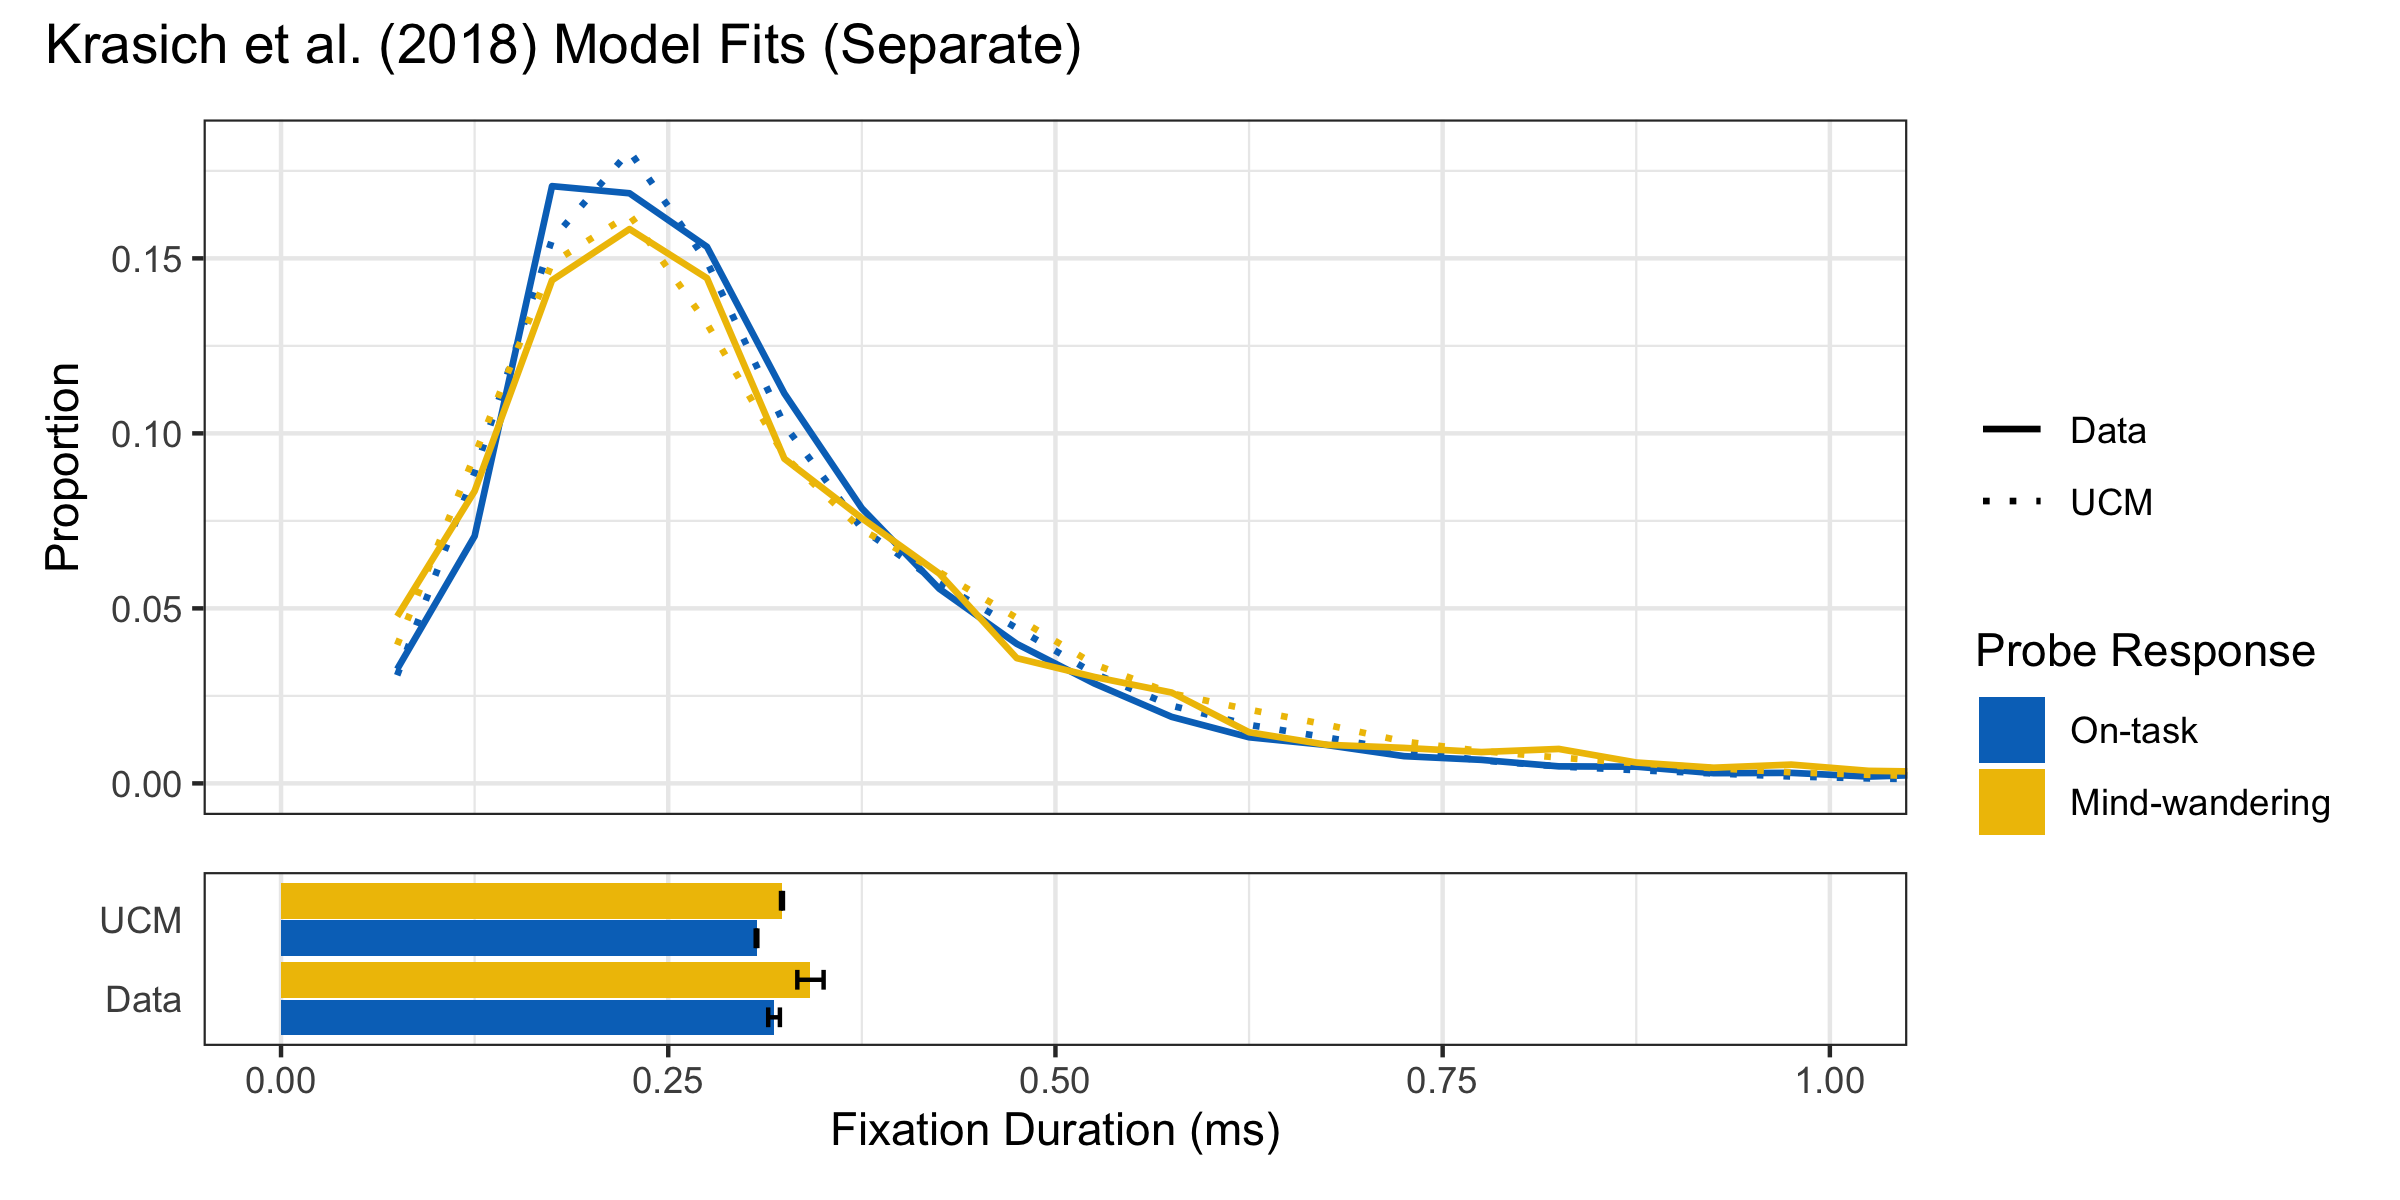 Krasich et al. (2018) Model Fits (Separate)
Proportion
0.15
0.10
0.05
0.00
Data
UCM
Probe Response
On-task
Mind-wandering
UCM
Data
0.00 0.25 0.50 0.75 1.00
Fixation Duration (ms)